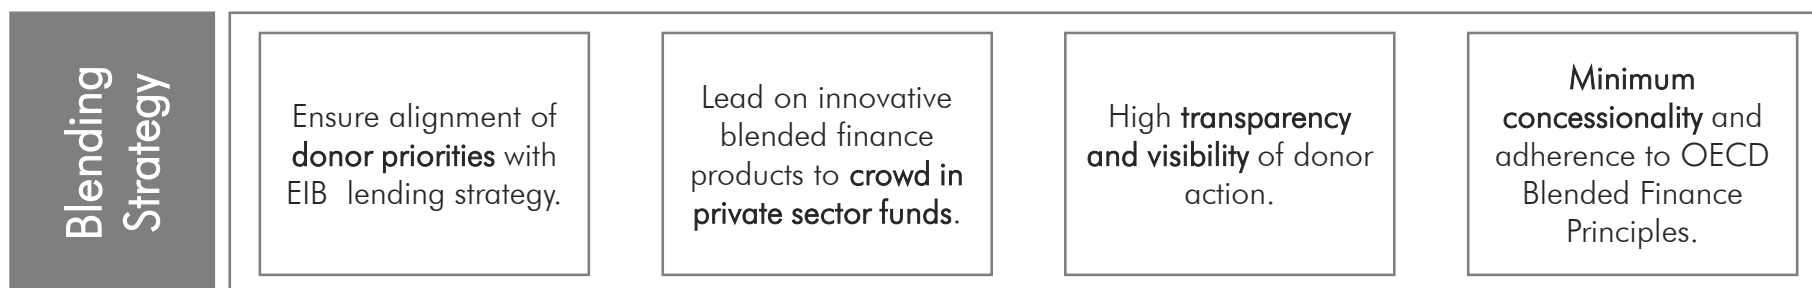 Blending
Strategy
Ensure alignment of
donor priorities with
EIB  lending strategy.
Lead on innovative
blended finance
products to crowd in
private sector funds.
High transparency
and visibility of donor
action.
Minimum
concessionality and
adherence to OECD
Blended Finance
Principles.